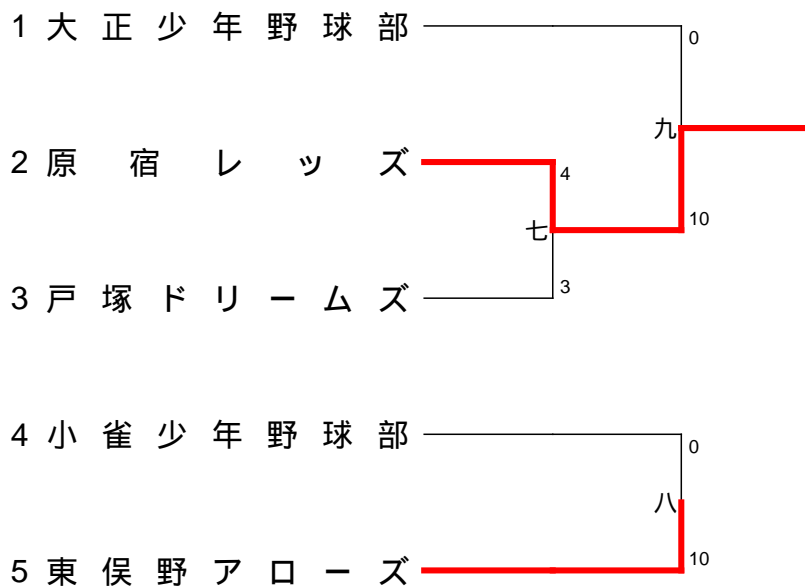 1 大正少年野球部
0
九
2 原宿レッズ
4
10
七
3 戸塚ドリームズ
3
4 小雀少年野球部
0
八
5 東俣野アローズ
10